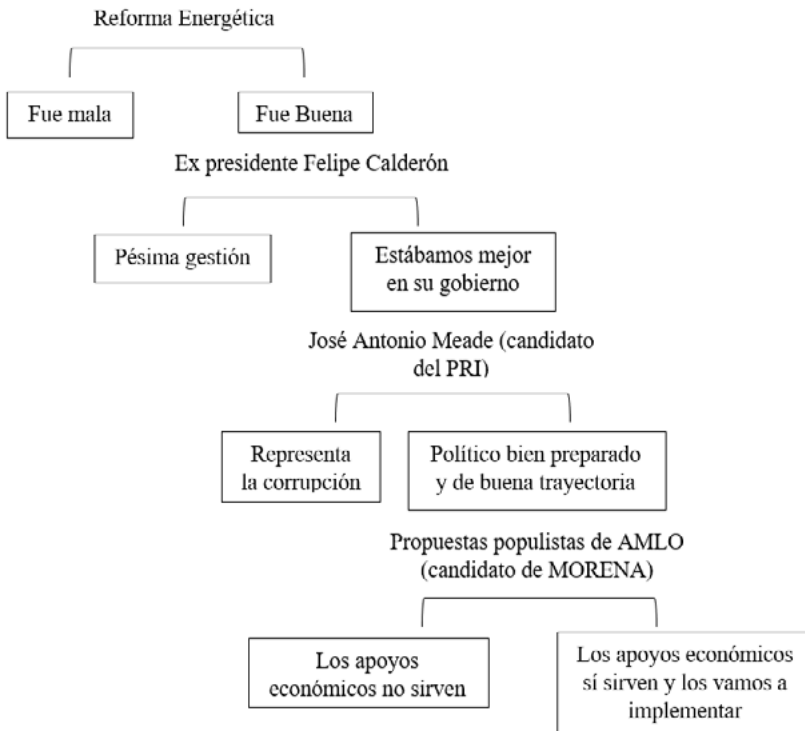 Reforma Energética
Fue mala
Fue Buena
Ex presidente Felipe Calderón
Pésima gestión
Estábamos mejor
en su gobierno
José Antonio Meade (candidato
del PRI)
Representa
la corrupción
Político bien preparado
y de buena trayectoria
Propuestas populistas de AMLO
(candidato de MORENA)
Los apoyos
económicos no sirven
Los apoyos económicos
sí sirven y los vamos a
implementar